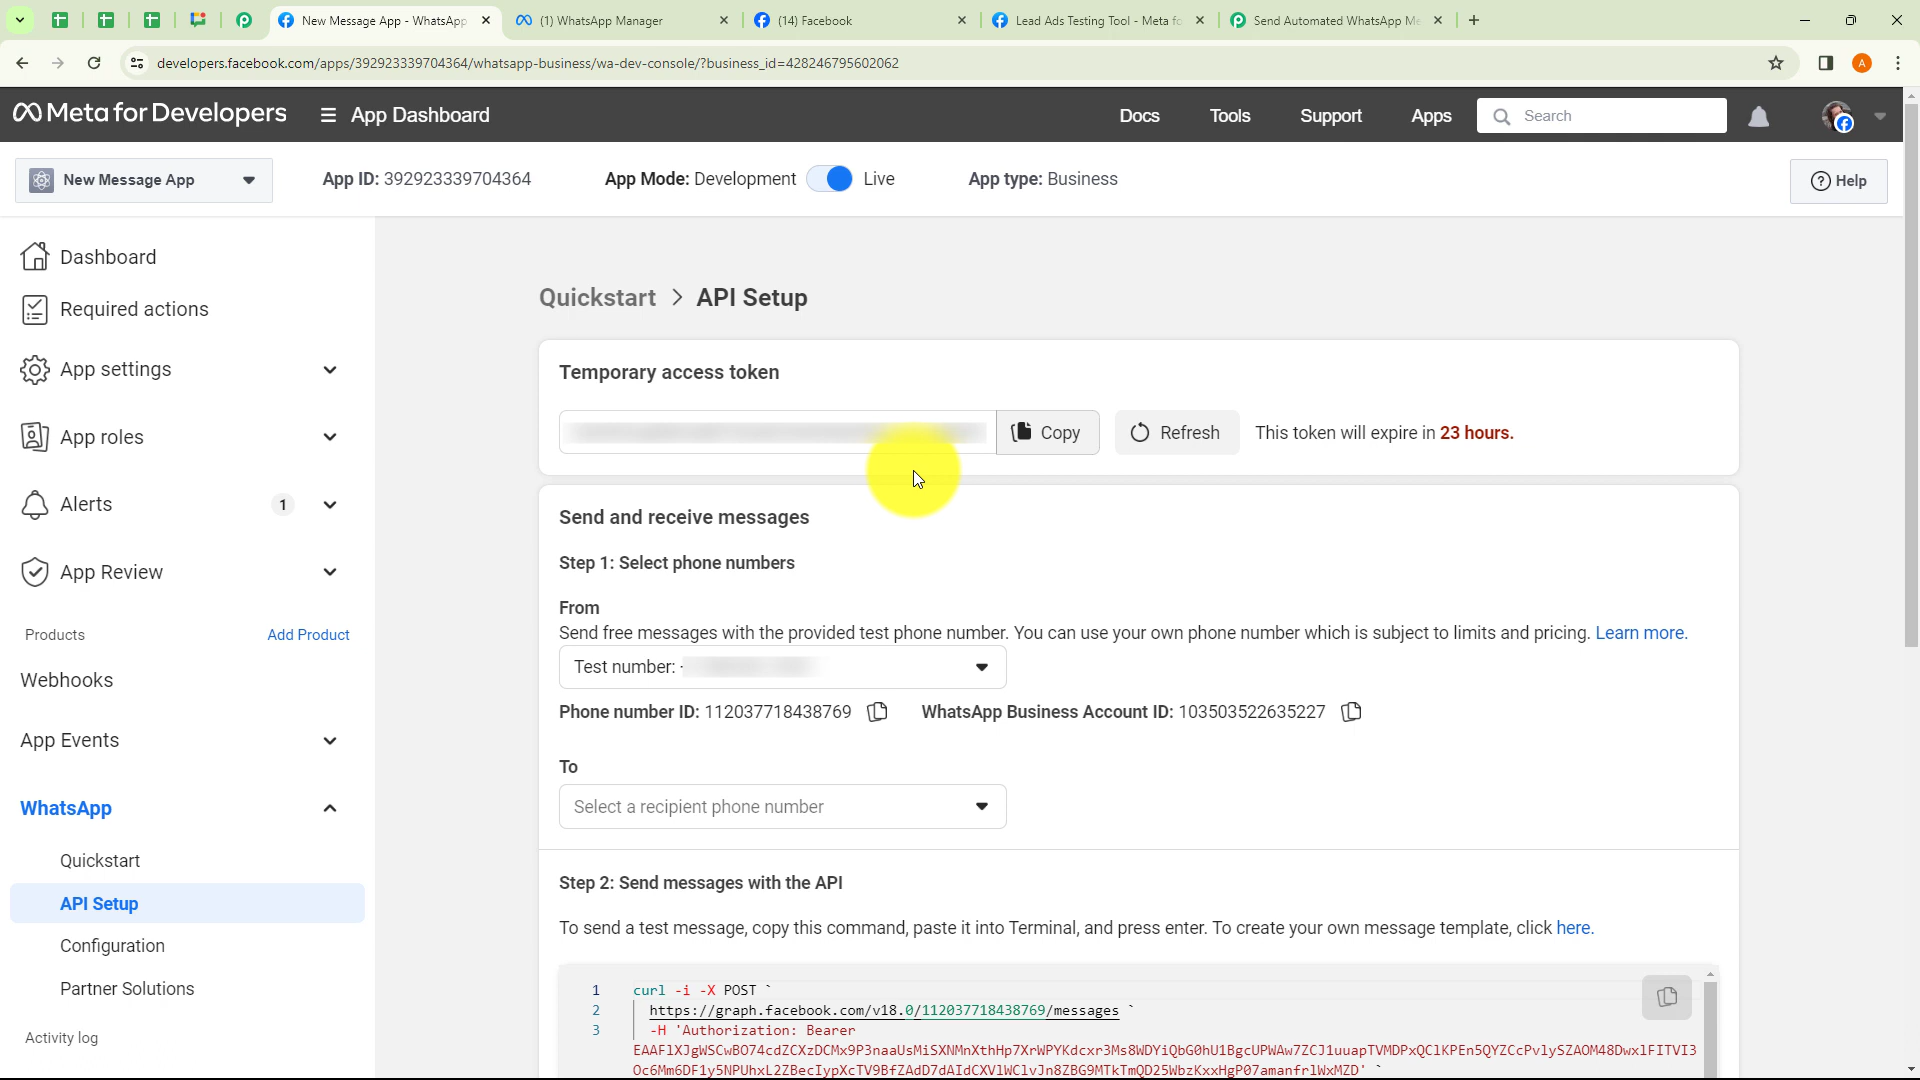 New Message App - WhatsApp
(1) WhatsApp Manager
(14) Facebook
Lead Ads Testing Tool - Meta fo
Send Automated WhatsApp Me
developers.facebook.com/apps/392923339704364/whatsapp-business/wa-dev-console/?business_id=428246795602062
A
Meta for Developers
App Dashboard
Docs
Tools
Support
Apps
Search
New Message App
App ID: 392923339704364
App Mode: Development
Live
App type: Business
Help
Dashboard
Required actions
App settings
App roles
Alerts
1
App Review
Products
Add Product
Webhooks
App Events
WhatsApp
Quickstart
API Setup
Configuration
Partner Solutions
Activity log
Quickstart > API Setup
Temporary access token
Copy
Refresh
This token will expire in 23 hours.
Send and receive messages
Step 1: Select phone numbers
From
Send free messages with the provided test phone number. You can use your own phone number which is subject to limits and pricing. Learn more.
Test number:
Phone number ID: 112037718438769
WhatsApp Business Account ID: 103503522635227
To
Select a recipient phone number
Step 2: Send messages with the API
To send a test message, copy this command, paste it into Terminal, and press enter. To create your own message template, click here.
1 curl -i -X POST `
2 https://graph.facebook.com/v18.0/112037718438769/messages `
3 -H 'Authorization: Bearer